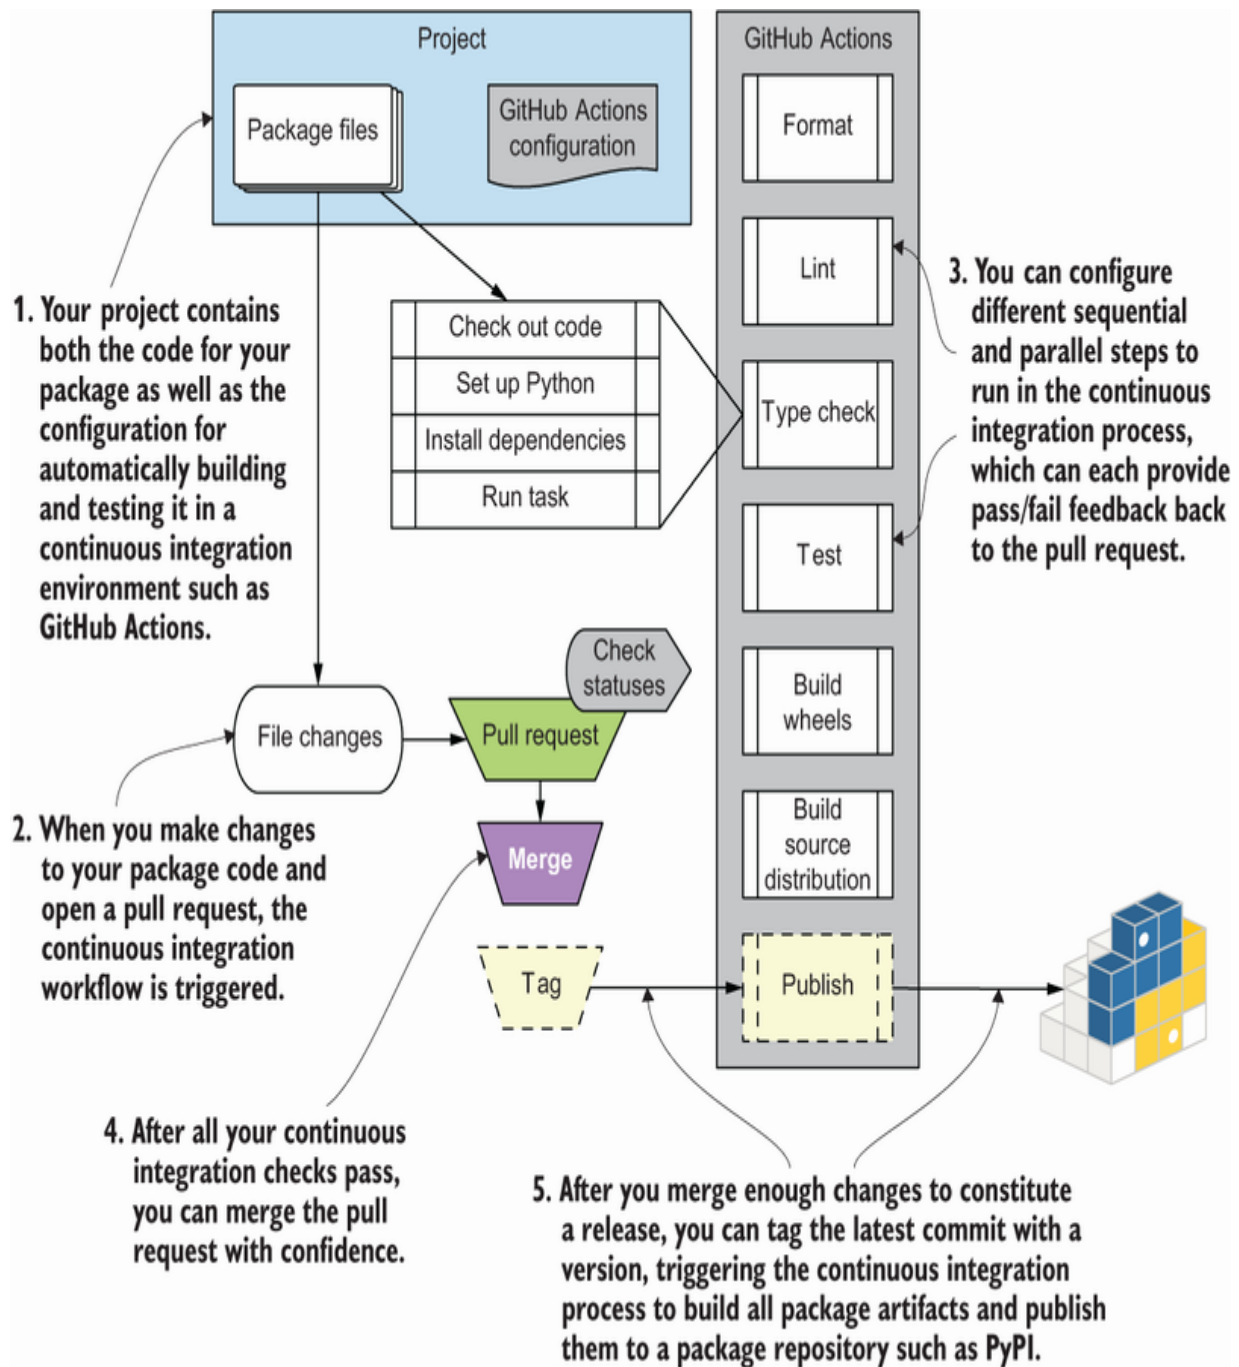 Project
GitHub Actions
Package files
GitHub Actions
configuration
Format
Lint
1. Your project contains
both the code for your
package as well as the
configuration for
automatically building
and testing it in a
continuous integration
environment such as
GitHub Actions.
Check out code
Set up Python
Install dependencies
Run task
Type check
3. You can configure
different sequential
and parallel steps to
run in the continuous
integration process,
which can each provide
pass/fail feedback back
to the pull request.
Test
Check
statuses
File changes
Pull request
Build
wheels
2. When you make changes
to your package code and
open a pull request, the
continuous integration
workflow is triggered.
Merge
Build
source
distribution
Tag
Publish
4. After all your continuous
integration checks pass,
you can merge the pull
request with confidence.
5. After you merge enough changes to constitute
a release, you can tag the latest commit with a
version, triggering the continuous integration
process to build all package artifacts and publish
them to a package repository such as PyPI.